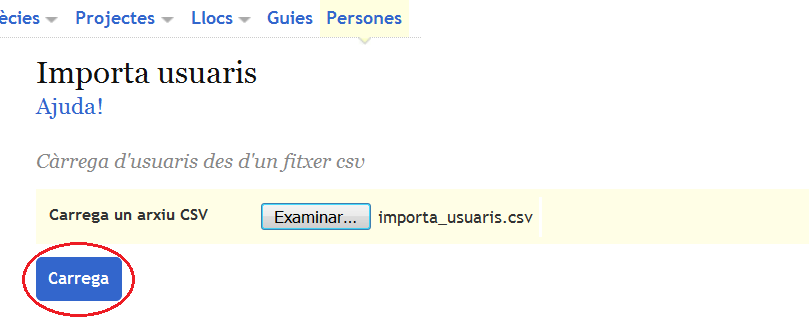 ècies Projectes Llocs Guies Persones
Importa usuaris
Ajuda!
Càrrega d'usuaris des d'un fitxer csv
Carrega un arxiu CSV Examinar... importa_usuaris.csv
Carrega